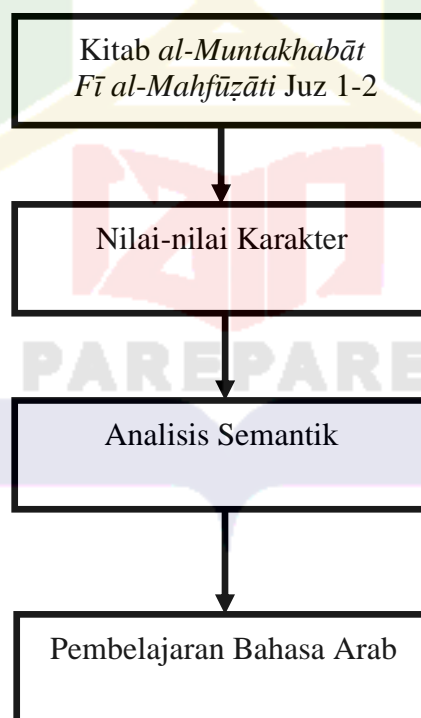 Kitab al-Muntakhabāt
Fī al-Mahfūẓāti Juz 1-2
Nilai-nilai Karakter
PAREPARE
Analisis Semantik
Pembelajaran Bahasa Arab